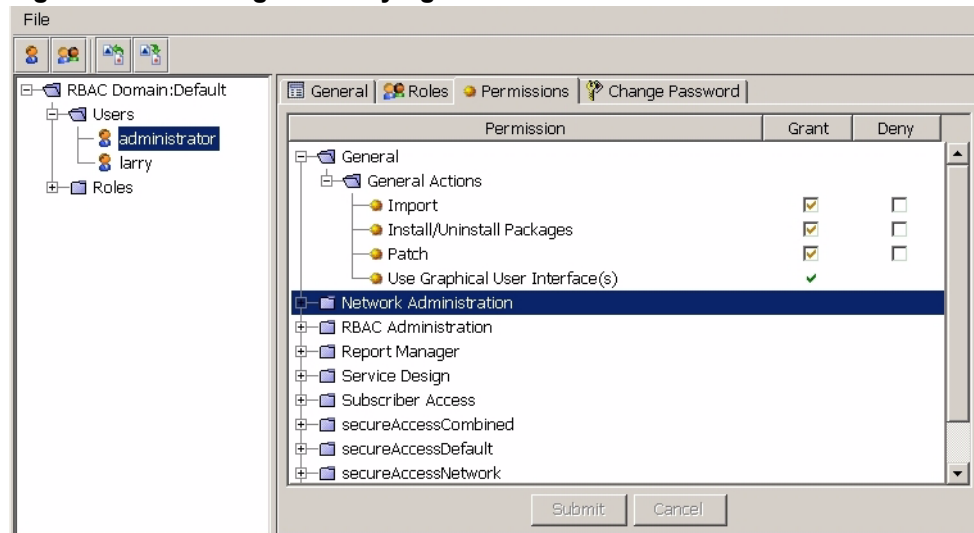 File
RBAC Domain:Default
Users
administrator
larry
Roles
General
Roles
Permissions
Change Password
Permission
Grant
Deny
General
General Actions
Import
Install/Uninstall Packages
Patch
Use Graphical User Interface(s)
Network Administration
RBAC Administration
Report Manager
Service Design
Subscriber Access
secureAccessCombined
secureAccessDefault
secureAccessNetwork
Submit
Cancel